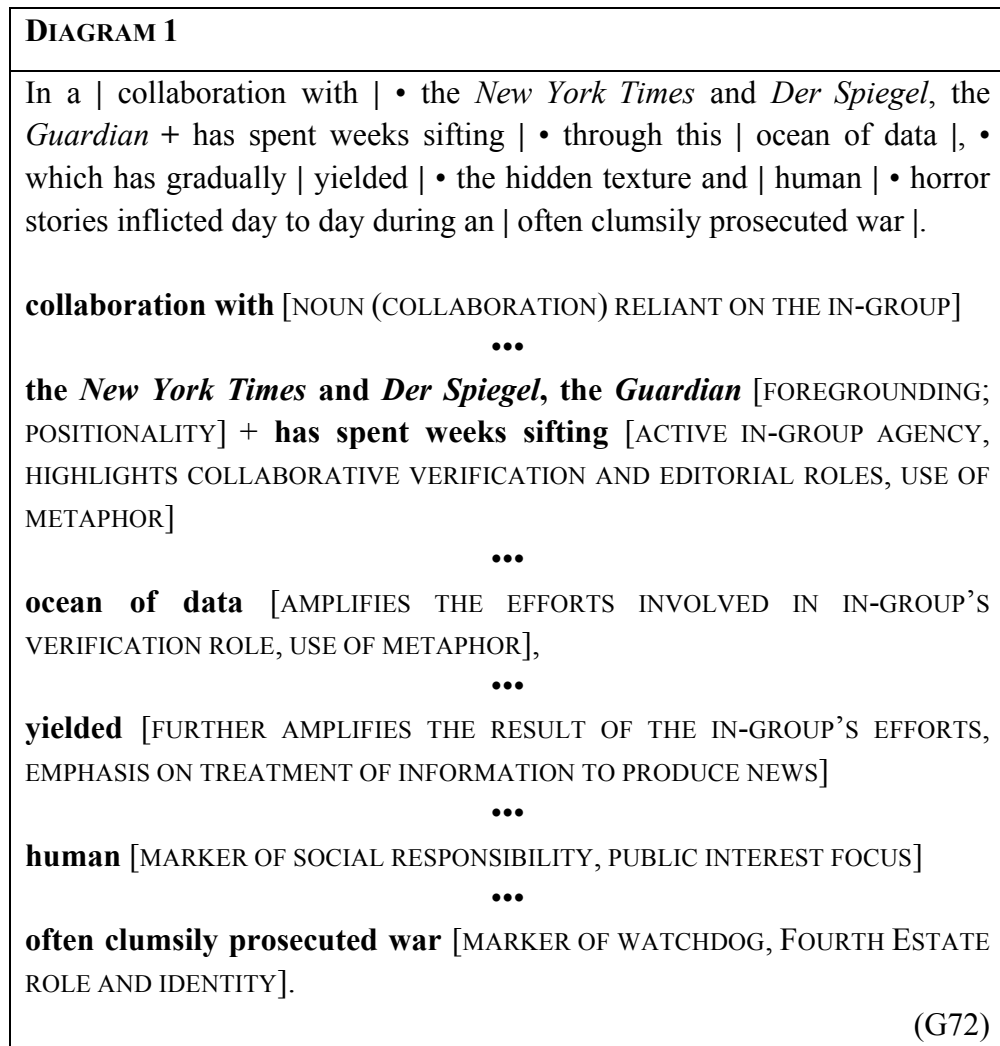 DIAGRAM 1
In a | collaboration with | • the New York Times and Der Spiegel, the
Guardian + has spent weeks sifting | • through this | ocean of data |, •
which has gradually | yielded | • the hidden texture and | human | • horror
stories inflicted day to day during an | often clumsily prosecuted war |.
collaboration with [NOUN (COLLABORATION) RELIANT ON THE IN-GROUP]
•••
the New York Times and Der Spiegel, the Guardian [FOREGROUNDING;
POSITIONALITY] + has spent weeks sifting [ACTIVE IN-GROUP AGENCY,
HIGHLIGHTS COLLABORATIVE VERIFICATION AND EDITORIAL ROLES, USE OF
METAPHOR]
•••
ocean of data [AMPLIFIES THE EFFORTS INVOLVED IN IN-GROUP’S
VERIFICATION ROLE, USE OF METAPHOR],
•••
yielded [FURTHER AMPLIFIES THE RESULT OF THE IN-GROUP’S EFFORTS,
EMPHASIS ON TREATMENT OF INFORMATION TO PRODUCE NEWS]
•••
human [MARKER OF SOCIAL RESPONSIBILITY, PUBLIC INTEREST FOCUS]
•••
often clumsily prosecuted war [MARKER OF WATCHDOG, FOURTH ESTATE
ROLE AND IDENTITY].
(G72)